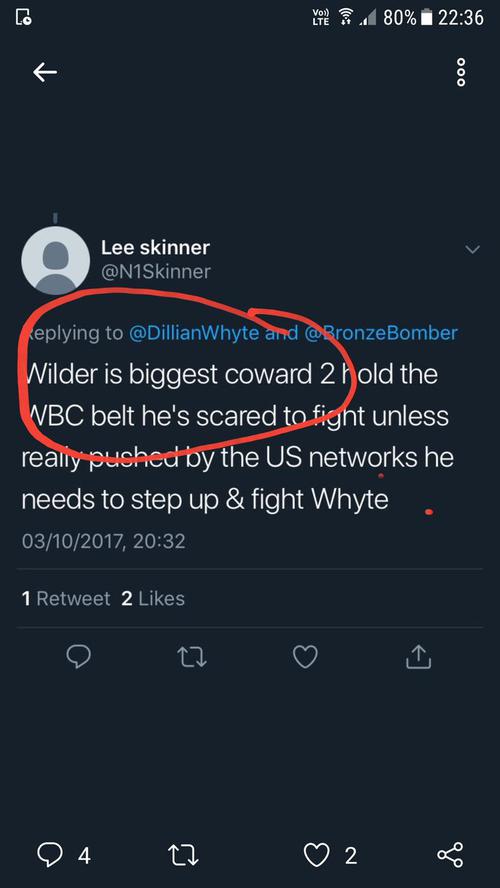 Vo))
LTE
80% 22:36
Lee skinner
@N1Skinner
Replying to @DillianWhyte and @BronzeBomber
Wilder is biggest coward 2 hold the
WBC belt he's scared to fight unless
really pushed by the US networks he
needs to step up & fight Whyte
03/10/2017, 20:32
1 Retweet 2 Likes
4
2